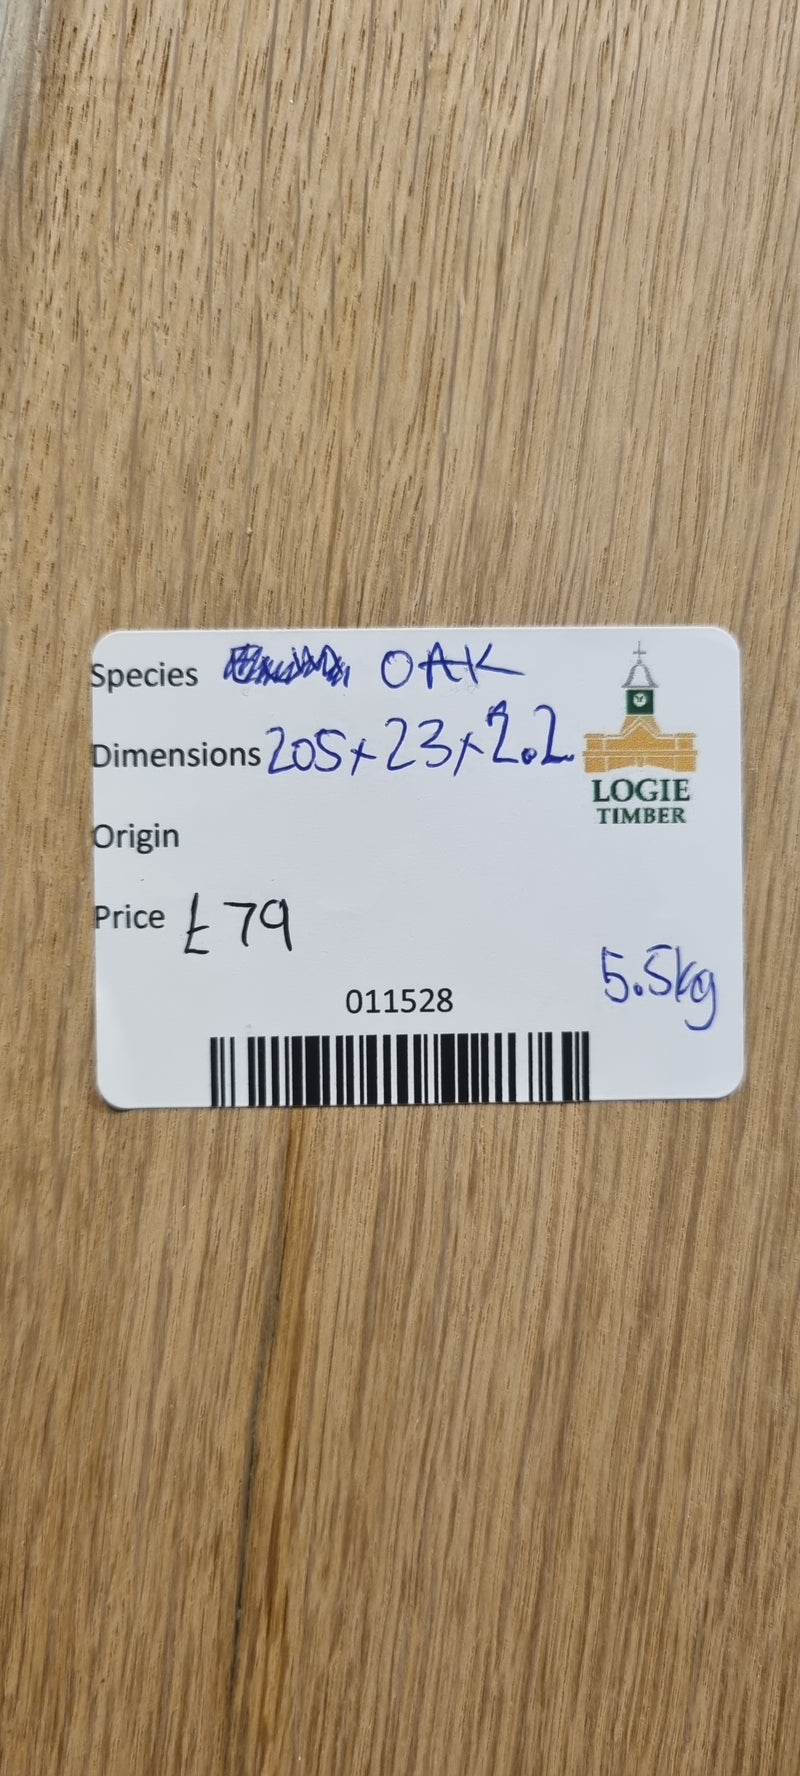 Species OAK
Dimensions 205x23x2.2
LOGIE
TIMBER
Origin
Price £79
5.5kg
011528